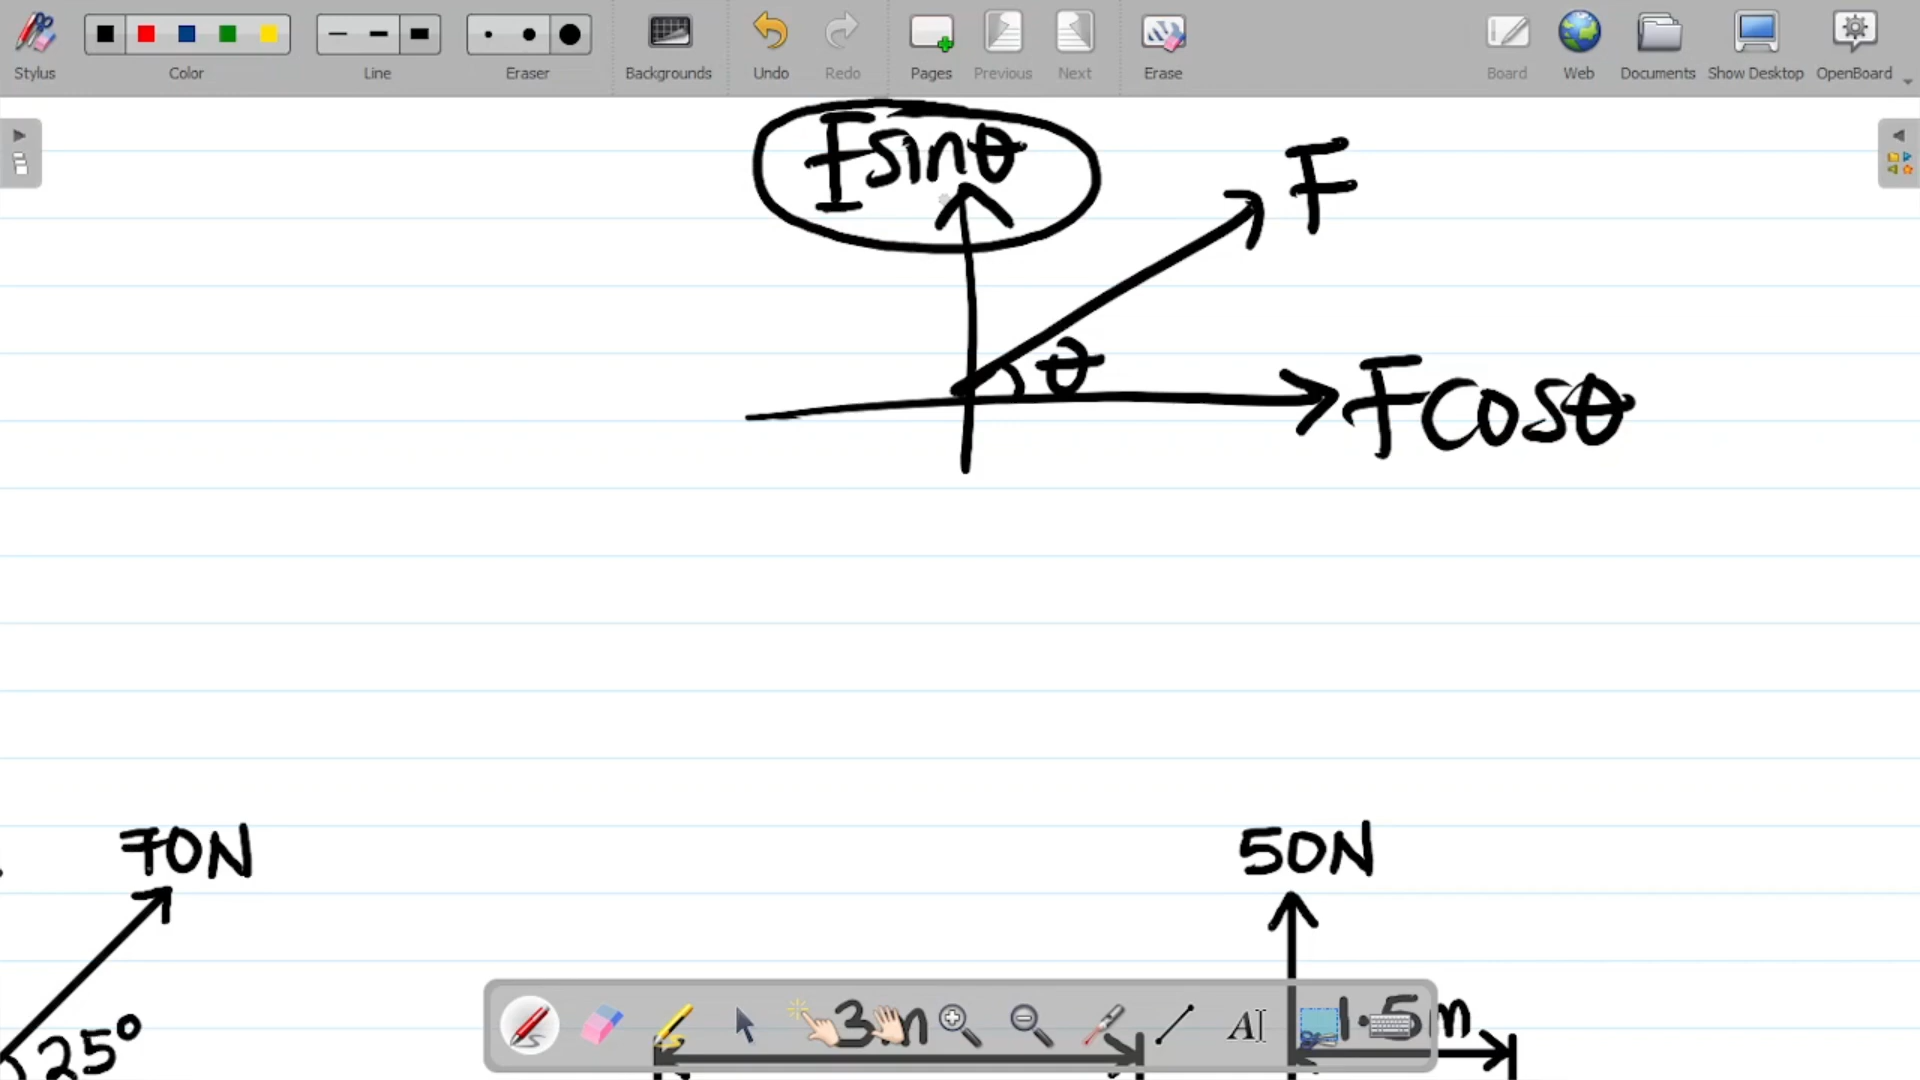 Stylus
Color
Line
Eraser
Backgrounds
Undo
Redo
Pages
Previous
Next
Erase
Board
Web
Documents
Show Desktop
OpenBoard
Fsinθ
F
θ
Fcosθ
70N
50N
25°
3m
1.5m
AI